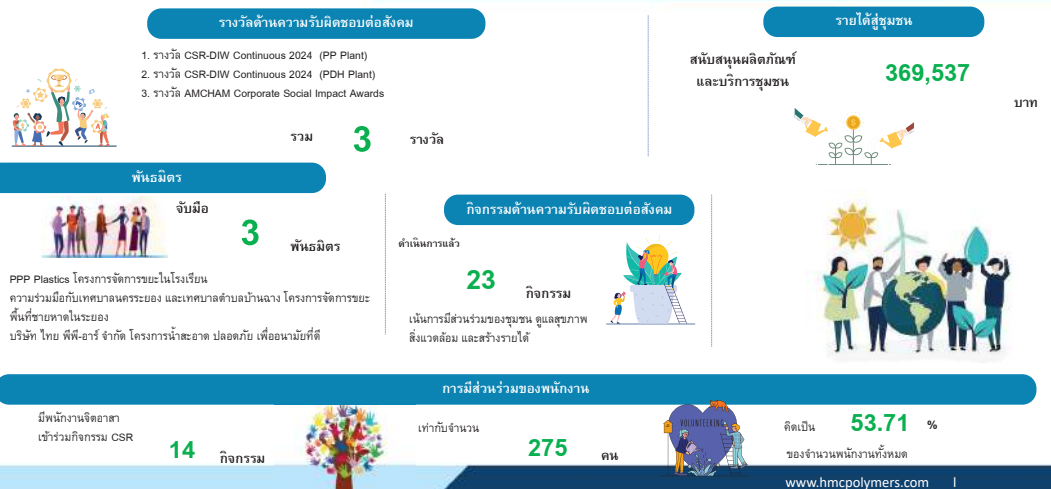 รางวัลด้านความรับผิดชอบต่อสังคม
1. รางวัล CSR-DIW Continuous 2024 (PP Plant)
2. รางวัล CSR-DIW Continuous 2024 (PDH Plant)
3. รางวัล AMCHAM Corporate Social Impact Awards
รวม 3 รางวัล
รายได้สู่ชุมชน
สนับสนุนผลิตภัณฑ์
และบริการชุมชน
369,537
บาท
พันธมิตร
จับมือ
3 พันธมิตร
PPP Plastics โครงการจัดการขยะในโรงเรียน
ความร่วมมือกับเทศบาลนครระยอง และเทศบาลตำบลบ้านฉาง โครงการจัดการขยะ
พื้นที่ชายหาดในระยอง
บริษัท ไทย พีพี-อาร์ จำกัด โครงการน้ำสะอาด ปลอดภัย เพื่ออนามัยที่ดี
กิจกรรมด้านความรับผิดชอบต่อสังคม
ดำเนินการแล้ว
23 กิจกรรม
เน้นการมีส่วนร่วมของชุมชน ดูแลสุขภาพ
สิ่งแวดล้อม และสร้างรายได้
การมีส่วนร่วมของพนักงาน
มีพนักงานจิตอาสา
เข้าร่วมกิจกรรม CSR
14 กิจกรรม
เท่ากับจำนวน
275 คน
VOLUNTEERING
คิดเป็น 53.71 %
ของจำนวนพนักงานทั้งหมด
www.hmcpolymers.com |